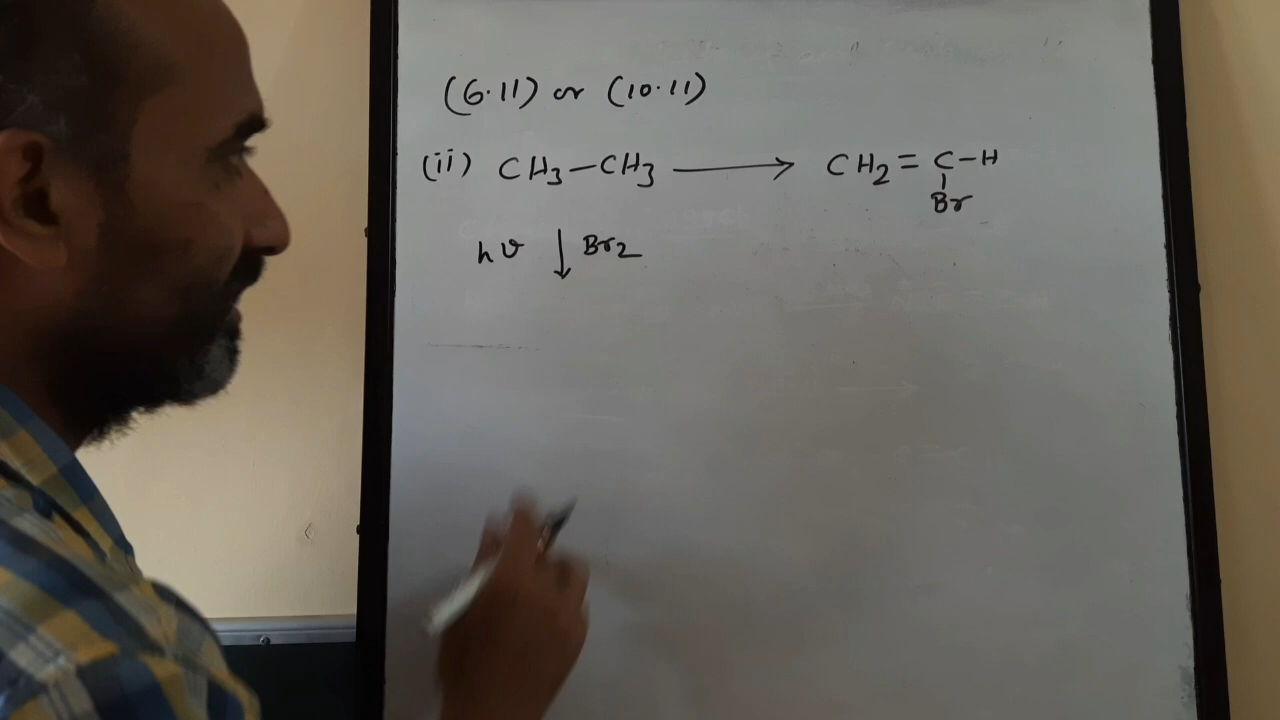 (6.11) or (10.11)
(ii) CH3-CH3 ⟶ CH2=C-H
Br
hν ↓ Br2